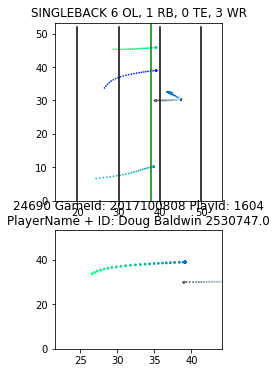 SINGLEBACK 6 OL, 1 RB, 0 TE, 3 WR
50
40
30
20
10
0
20 30 40 50
24690 GameId: 2017100808 PlayId: 1604
PlayerName + ID: Doug Baldwin 2530747.0
40
20
0
25 30 35 40